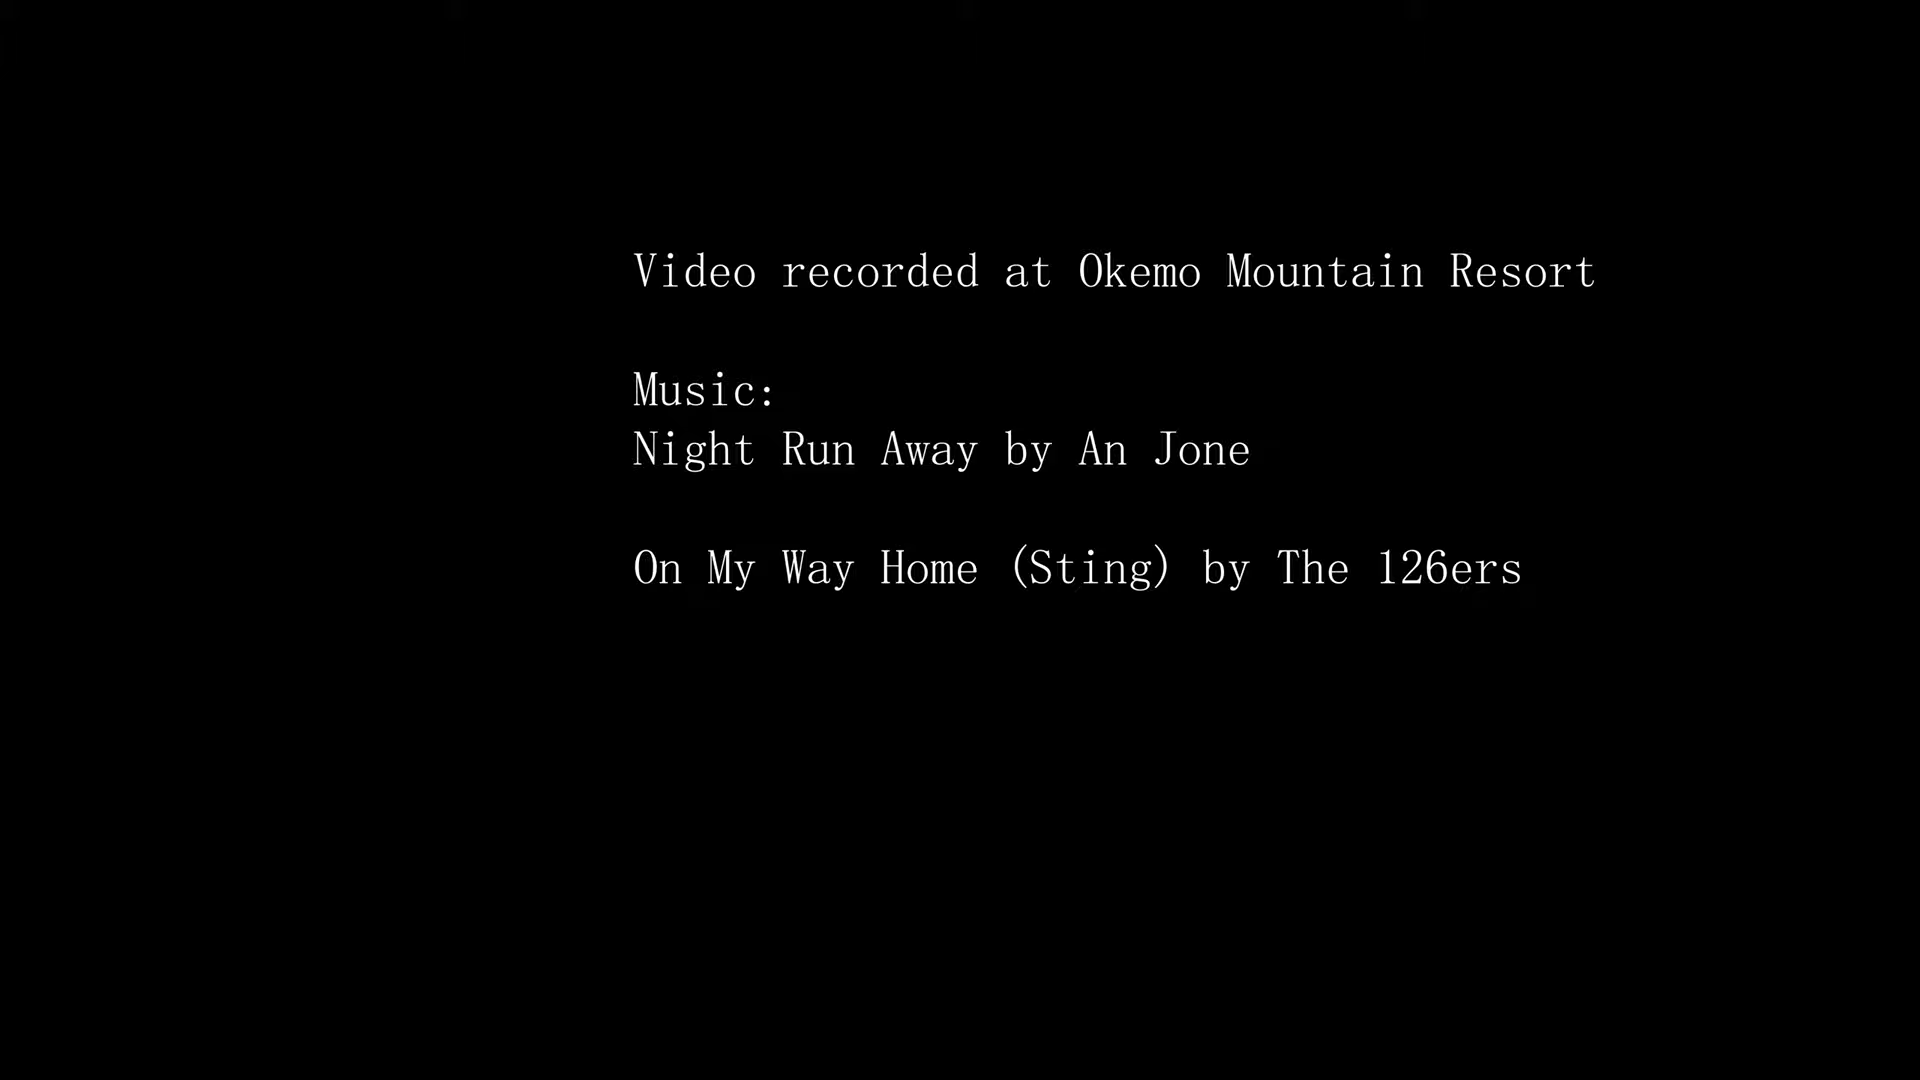 Video recorded at Okemo Mountain Resort
Music:
Night Run Away by An Jone
On My Way Home (Sting) by The 126ers